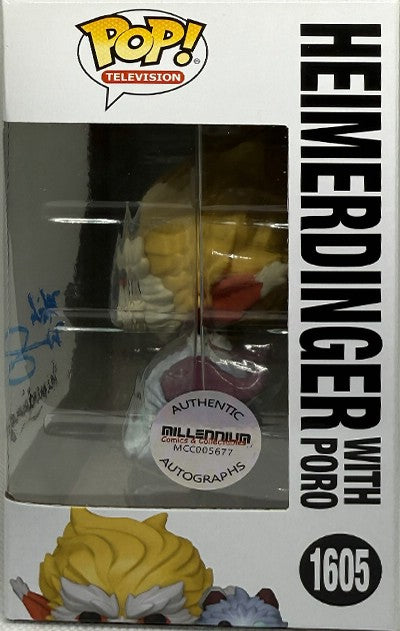 POP!
TELEVISION
HEIMERDINGER
WITH
PORO
1605
AUTHENTIC
MILLENNIUM
Comics & Collectibles
MCC005677
AUTOGRAPHS